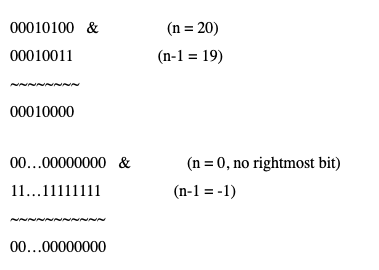 00010100 & (n = 20)
00010011 (n-1 = 19)
~~~~~~~~
00010000
00…00000000 & (n = 0, no rightmost bit)
11…11111111 (n-1 = -1)
~~~~~~~~~~~
00…00000000